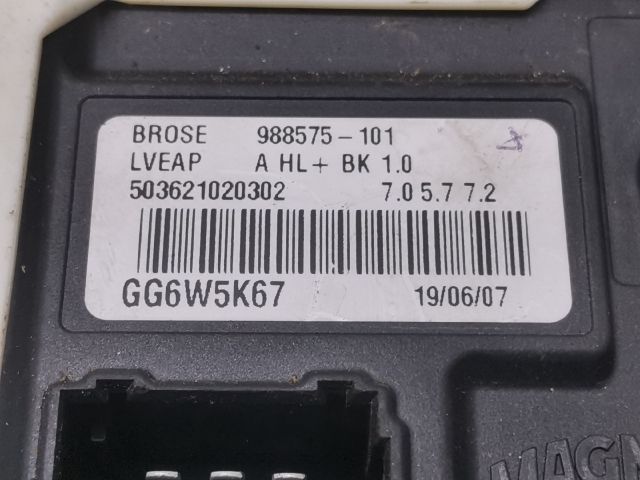 BROSE 988575-101
LVEAP A HL+ BK 1.0
503621020302 7.0 5.7 7.2
GG6W5K67 19/06/07
MAGN